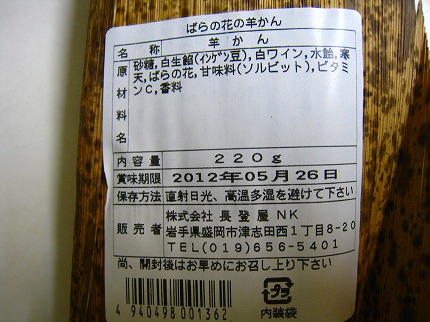 ばらの花の羊かん
名称 羊かん
原材料名 砂糖,白生餡(ｲﾝｹﾞﾝ豆),白ワイン,水飴,寒
天,ばらの花,甘味料(ソルビット),ビタミ
ンC,香料
内容量 220g
賞味期限 2012年05月26日
保存方法 直射日光、高温多湿を避けて下さい
販売者 株式会社 長登屋 NK
岩手県盛岡市津志田西1丁目8-20
TEL(019)656-5401
尚、開封後はお早めにお召し上り下さい
4 940498 001362
プラ
内装袋